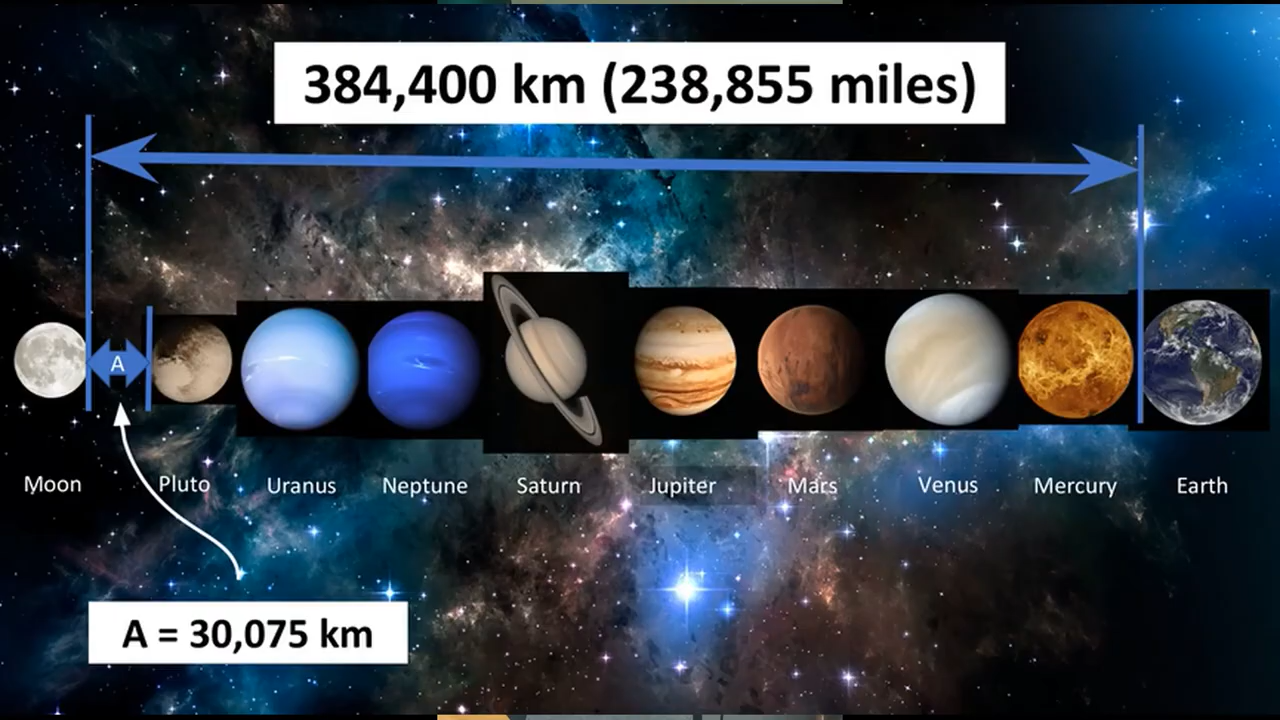 384,400 km (238,855 miles)
A
Moon
Pluto
Uranus
Neptune
Saturn
Jupiter
Mars
Venus
Mercury
Earth
A = 30,075 km